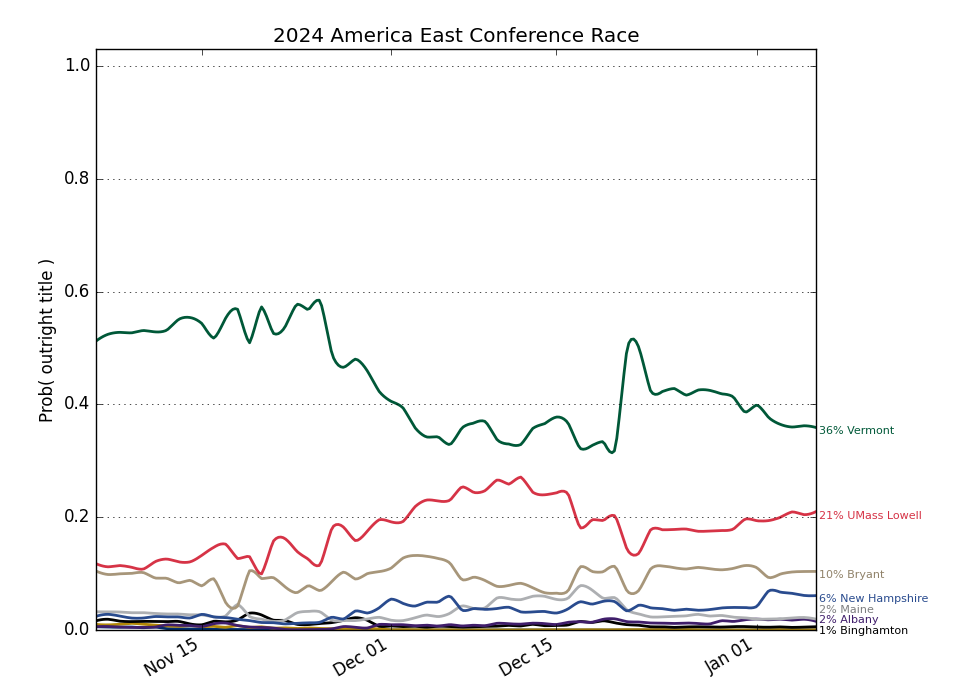 2024 America East Conference Race
Prob( outright title )
1.0
0.8
0.6
0.4
0.2
0.0
Nov 15
Dec 01
Dec 15
Jan 01
36% Vermont
21% UMass Lowell
10% Bryant
6% New Hampshire
2% Maine
2% Albany
1% Binghamton